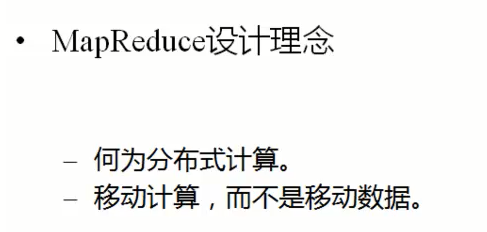 • MapReduce设计理念
– 何为分布式计算。
– 移动计算，而不是移动数据。